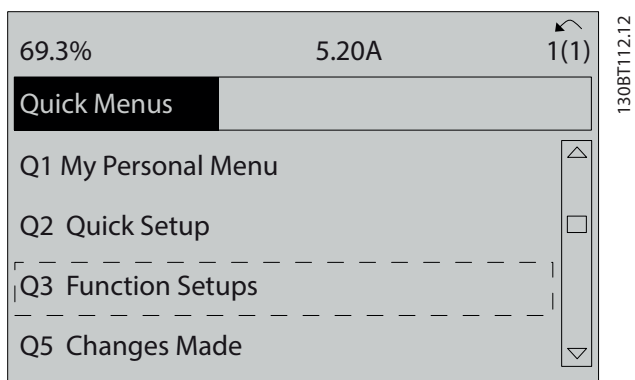 69.3% 5.20A 1(1)
Quick Menus
Q1 My Personal Menu
Q2 Quick Setup
Q3 Function Setups
Q5 Changes Made
130BT112.12